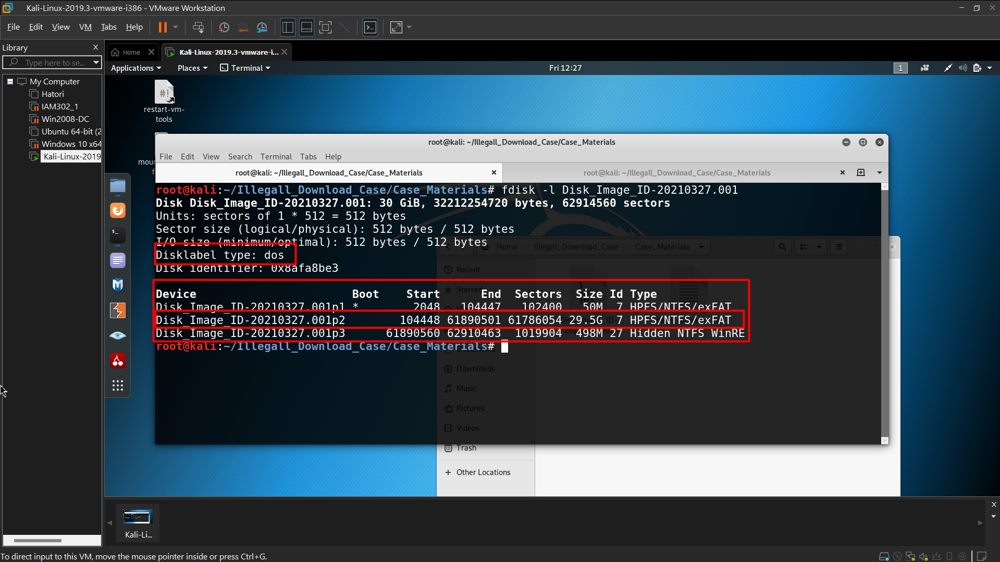 Kali-Linux-2019.3-vmware-i386 - VMware Workstation
File Edit View VM Tabs Help
Library
Type here to se...
My Computer
Hatori
IAM302_1
Win2008-DC
Ubuntu 64-bit (2
Windows 10 x64
Kali-Linux-2019
Home
Kali-Linux-2019.3-vmware-i...
Applications Places Terminal
Fri 12:27
1
#!
restart-vm-
tools
moun
f
root@kali: ~/Illegall_Download_Case/Case_Materials
File Edit View Search Terminal Tabs Help
root@kali: ~/Illegall_Download_Case/Case_Materials
root@kali: ~/Illegall_Download_Case/Case_Materials
root@kali:~/Illegall_Download_Case/Case_Materials# fdisk -l Disk_Image_ID-20210327.001
Disk Disk_Image_ID-20210327.001: 30 GiB, 32212254720 bytes, 62914560 sectors
Units: sectors of 1 * 512 = 512 bytes
Sector size (logical/physical): 512 bytes / 512 bytes
I/O size (minimum/optimal): 512 bytes / 512 bytes
Disklabel type: dos
Disk identifier: 0x8afa8be3
Device Boot Start End Sectors Size Id Type
Disk_Image_ID-20210327.001p1 * 2048 104447 102400 50M 7 HPFS/NTFS/exFAT
Disk_Image_ID-20210327.001p2 104448 61890501 61786054 29.5G 7 HPFS/NTFS/exFAT
Disk_Image_ID-20210327.001p3 61890560 62910463 1019904 498M 27 Hidden NTFS WinRE
root@kali:~/Illegall_Download_Case/Case_Materials#
Home Illegall_Download_Case Case_Materials
Recent
Starred
Documents
Downloads
Music
Pictures
Videos
Trash
+ Other Locations
Kali-Li...
To direct input to this VM, move the mouse pointer inside or press Ctrl+G.